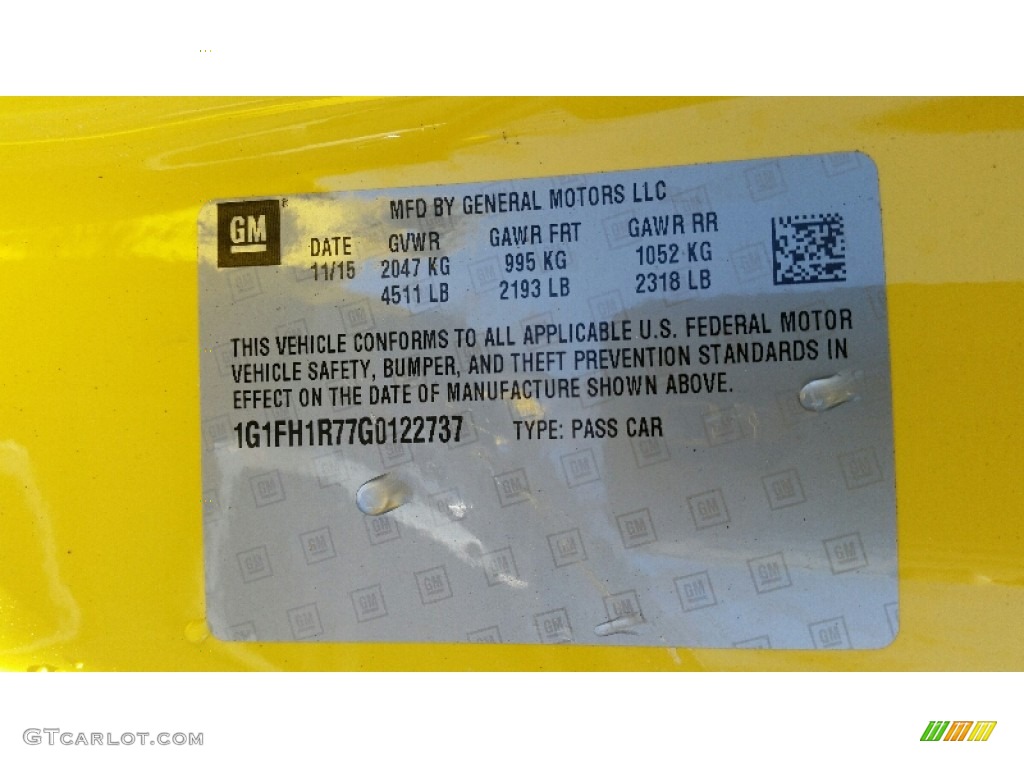 GM®
MFD BY GENERAL MOTORS LLC
DATE GVWR GAWR FRT GAWR RR
11/15 2047 KG 995 KG 1052 KG
4511 LB 2193 LB 2318 LB
THIS VEHICLE CONFORMS TO ALL APPLICABLE U.S. FEDERAL MOTOR
VEHICLE SAFETY, BUMPER, AND THEFT PREVENTION STANDARDS IN
EFFECT ON THE DATE OF MANUFACTURE SHOWN ABOVE.
1G1FH1R77G0122737 TYPE: PASS CAR
GTCARLOT.COM